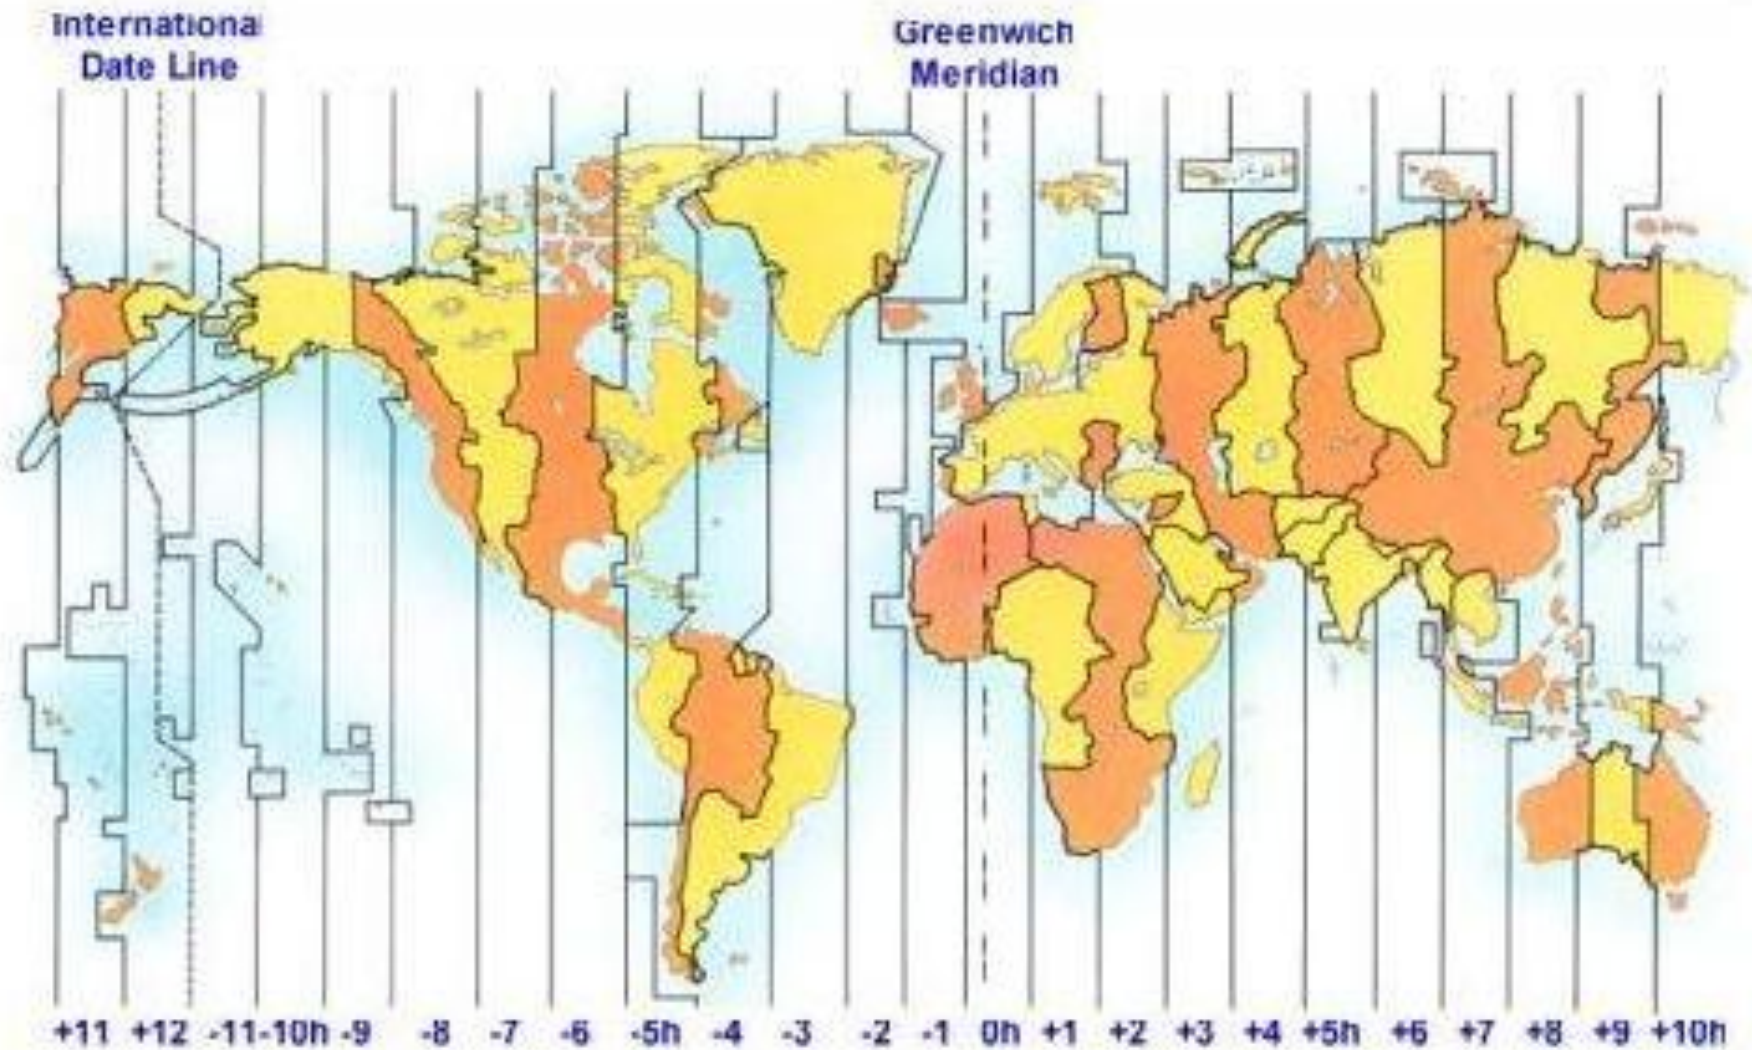 Internationa
Date Line
Greenwich
Meridian
+11 +12 -11 -10h -9 -8 -7 -6 -5h -4 -3 -2 -1 0h +1 +2 +3 +4 +5h +6 +7 +8 +9 +10h